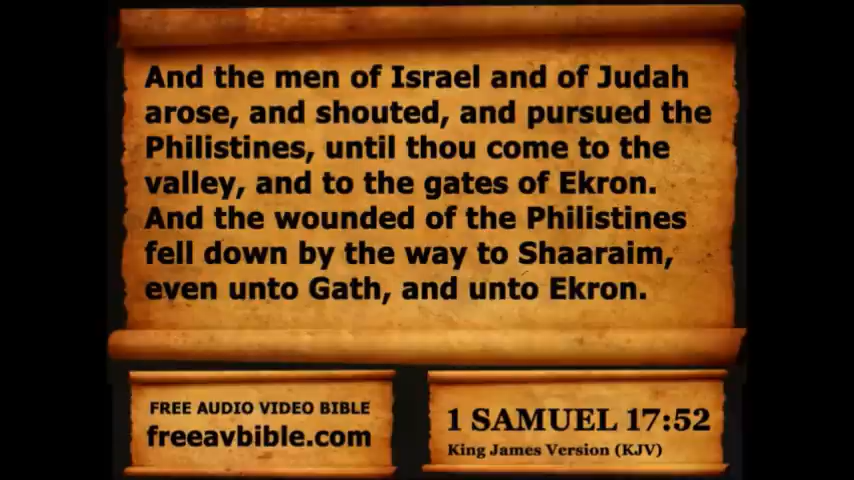 And the men of Israel and of Judah
arose, and shouted, and pursued the
Philistines, until thou come to the
valley, and to the gates of Ekron.
And the wounded of the Philistines
fell down by the way to Shaaraim,
even unto Gath, and unto Ekron.
FREE AUDIO VIDEO BIBLE
freeavbible.com
1 SAMUEL 17:52
King James Version (KJV)